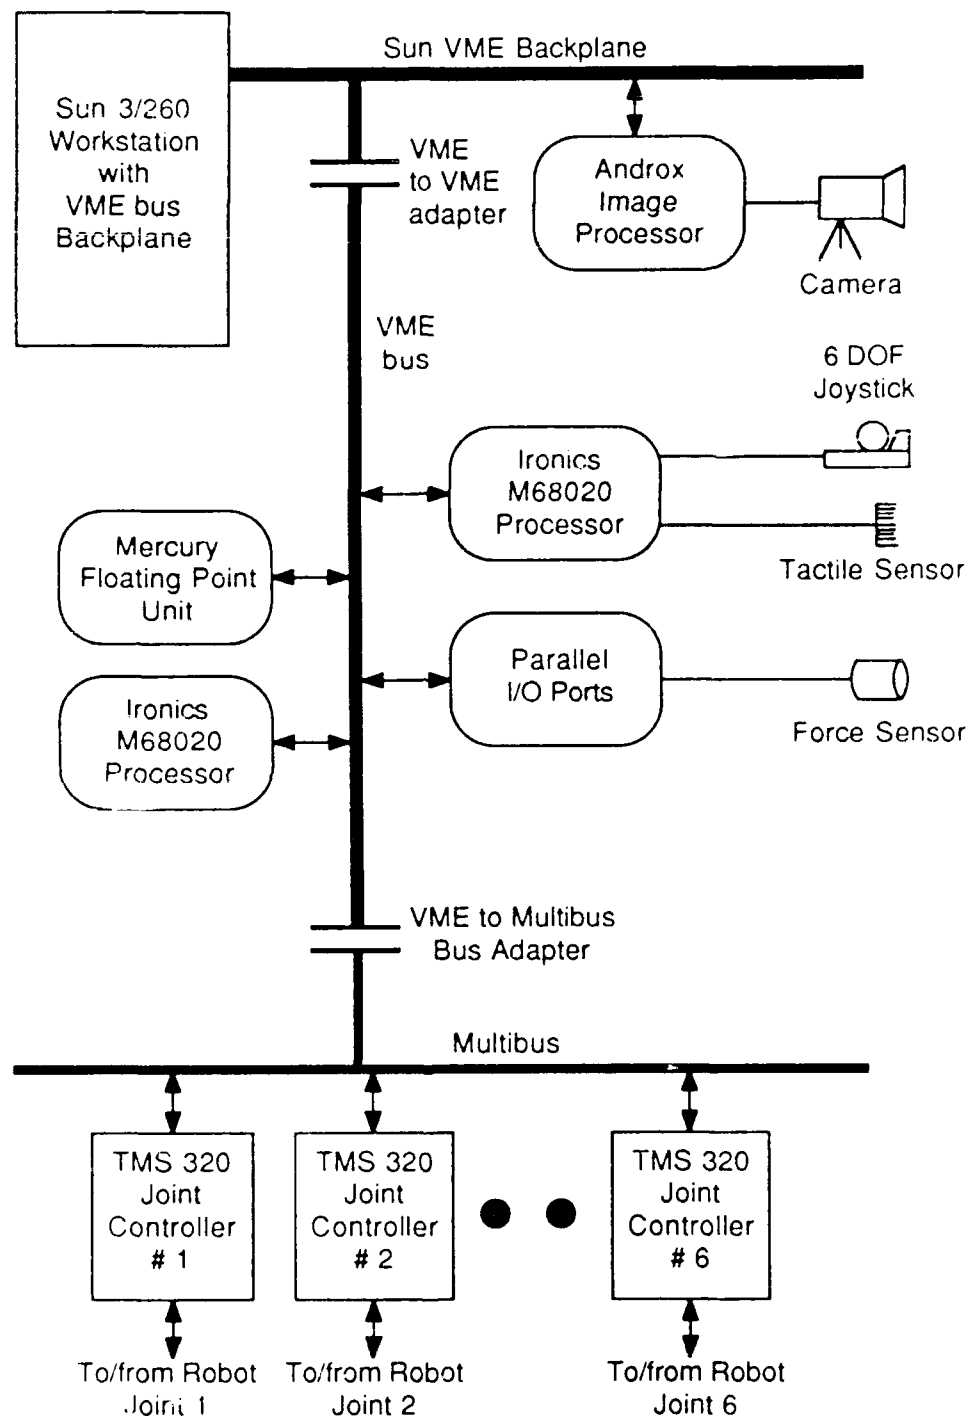 Sun VME Backplane
Sun 3/260
Workstation
with
VME bus
Backplane
VME
to VME
adapter
Androx
Image
Processor
Camera
VME
bus
6 DOF
Joystick
Ironics
M68020
Processor
Tactile Sensor
Mercury
Floating Point
Unit
Parallel
I/O Ports
Force Sensor
Ironics
M68020
Processor
VME to Multibus
Bus Adapter
Multibus
TMS 320
Joint
Controller
# 1
TMS 320
Joint
Controller
# 2
TMS 320
Joint
Controller
# 6
To/from Robot
Joint 1
To/from Robot
Joint 2
To/from Robot
Joint 6